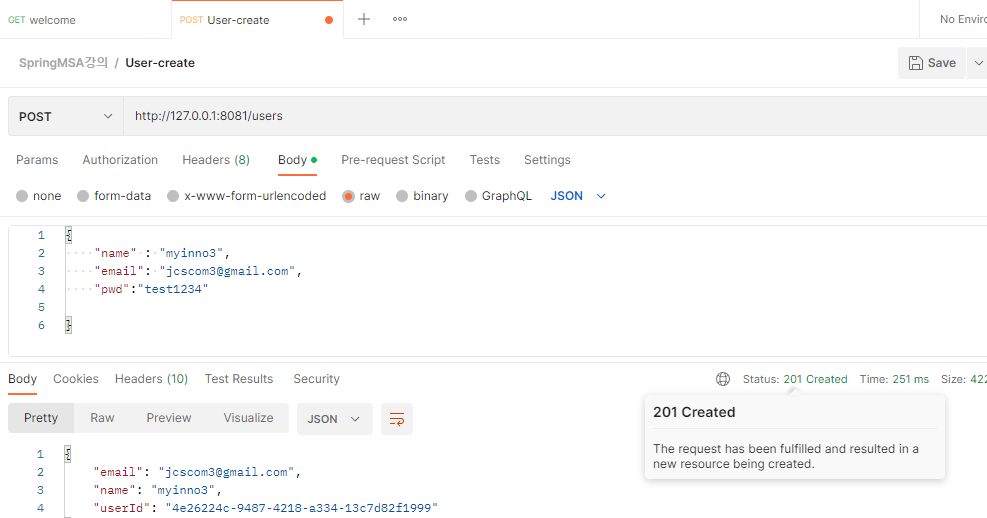 GET welcome
POST User-create
No Enviro
SpringMSA강의 / User-create
Save
POST
http://127.0.0.1:8081/users
Params Authorization Headers (8) Body Pre-request Script Tests Settings
none form-data x-www-form-urlencoded raw binary GraphQL JSON
1 {
2 "name" : "myinno3",
3 "email": "jcscom3@gmail.com",
4 "pwd":"test1234"
5
6 }
Body Cookies Headers (10) Test Results Security
Status: 201 Created Time: 251 ms Size: 422
201 Created
The request has been fulfilled and resulted in a
new resource being created.
Pretty Raw Preview Visualize JSON
1 {
2 "email": "jcscom3@gmail.com",
3 "name": "myinno3",
4 "userId": "4e26224c-9487-4218-a334-13c7d82f1999"